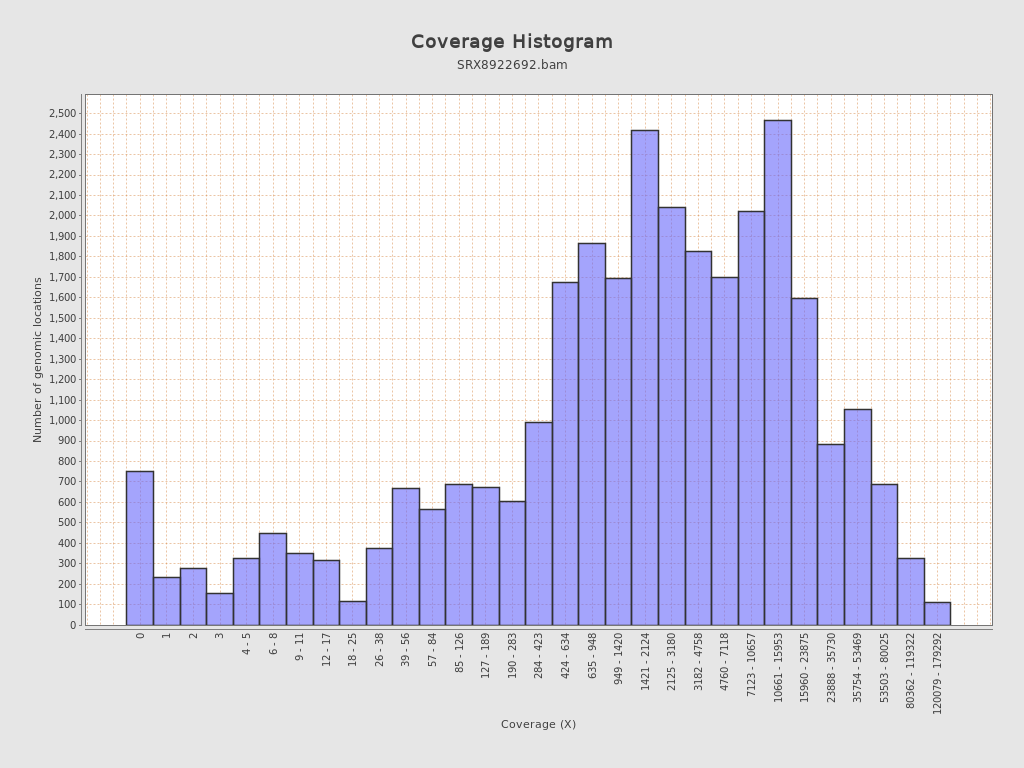 Coverage Histogram
SRX8922692.bam
2,500
2,400
2,300
2,200
2,100
2,000
1,900
1,800
1,700
1,600
1,500
1,400
1,300
1,200
1,100
1,000
900
800
700
600
500
400
300
200
100
0
Number of genomic locations
0
1
2
3
4 - 5
6 - 8
9 - 11
12 - 17
18 - 25
26 - 38
39 - 56
57 - 84
85 - 126
127 - 189
190 - 283
284 - 423
424 - 634
635 - 948
949 - 1420
1421 - 2124
2125 - 3180
3182 - 4758
4760 - 7118
7123 - 10657
10661 - 15953
15960 - 23875
23888 - 35730
35754 - 53469
53503 - 80025
80362 - 119322
120079 - 179292
Coverage (X)